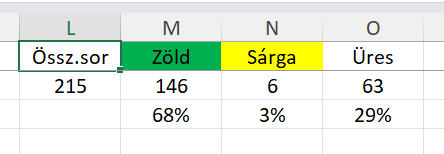 L M N O
Össz.sor Zöld Sárga Üres
215 146 6 63
68% 3% 29%